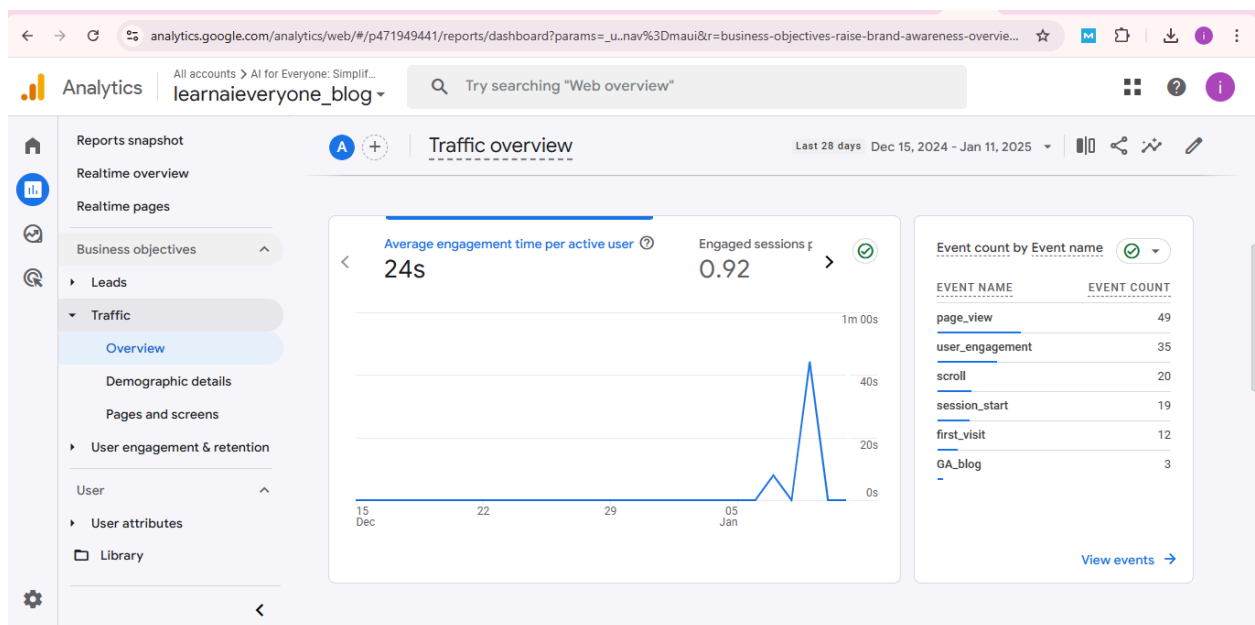 analytics.google.com/analytics/web/#/p471949441/reports/dashboard?params=_u..nav%3Dmaui&r=business-objectives-raise-brand-awareness-overvie...
M
i
Analytics
All accounts > AI for Everyone: Simplif...
learnaieveryone_blog
Try searching "Web overview"
i
Reports snapshot
Realtime overview
Realtime pages
Business objectives
Leads
Traffic
Overview
Demographic details
Pages and screens
User engagement & retention
User
User attributes
Library
A
Traffic overview
Last 28 days Dec 15, 2024 - Jan 11, 2025
Average engagement time per active user
24s
Engaged sessions p
0.92
1m 00s
40s
20s
0s
15 22 29 05
Dec Jan
Event count by Event name
EVENT NAME EVENT COUNT
page_view 49
user_engagement 35
scroll 20
session_start 19
first_visit 12
GA_blog 3
View events